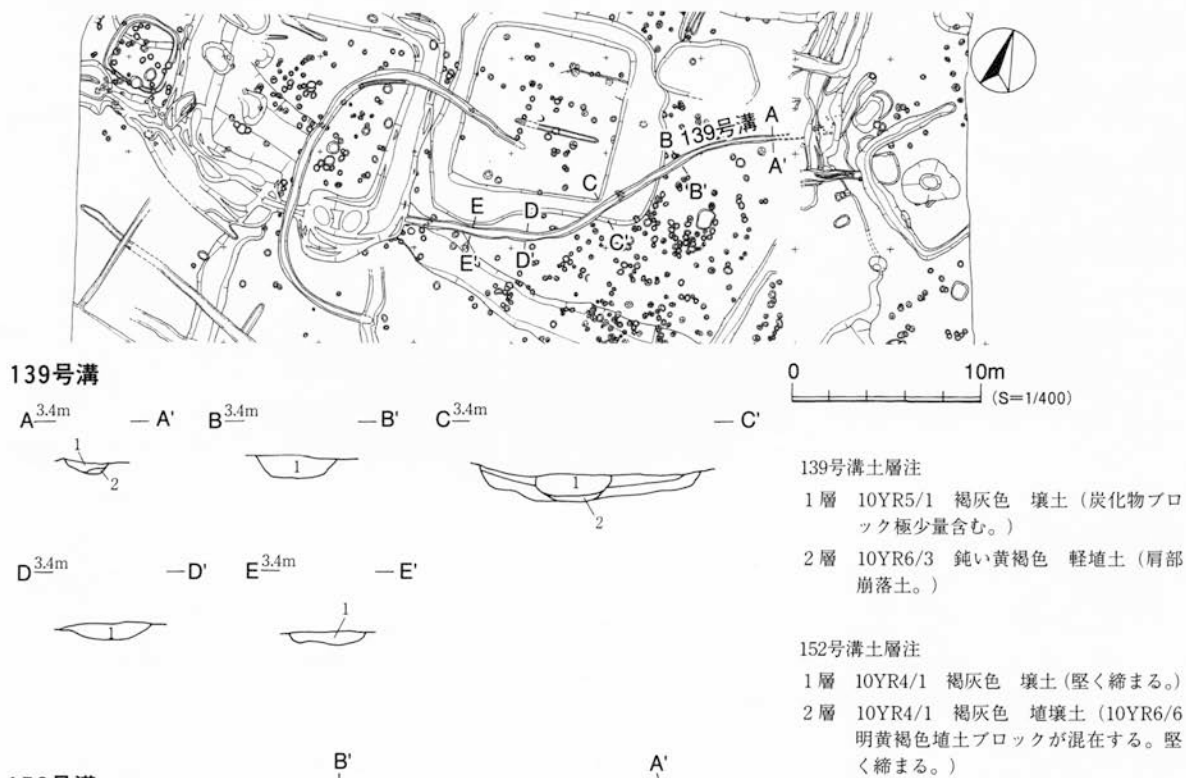 A
B 139号溝
A'
B'
C
E
D
C'
E'
D'
139号溝
0 10m
(S=1/400)
A 3.4m A' B 3.4m B' C 3.4m C'
1
2
1
1
2
D 3.4m D' E 3.4m E'
1
1
139号溝土層注
1層 10YR5/1 褐灰色 壌土(炭化物ブロ
ック極少量含む。)
2層 10YR6/3 鈍い黄褐色 軽埴土(肩部
崩落土。)
152号溝土層注
1層 10YR4/1 褐灰色 壌土(堅く締まる。)
2層 10YR4/1 褐灰色 埴壌土(10YR6/6
明黄褐色埴土ブロックが混在する。堅
く締まる。)
B' A'